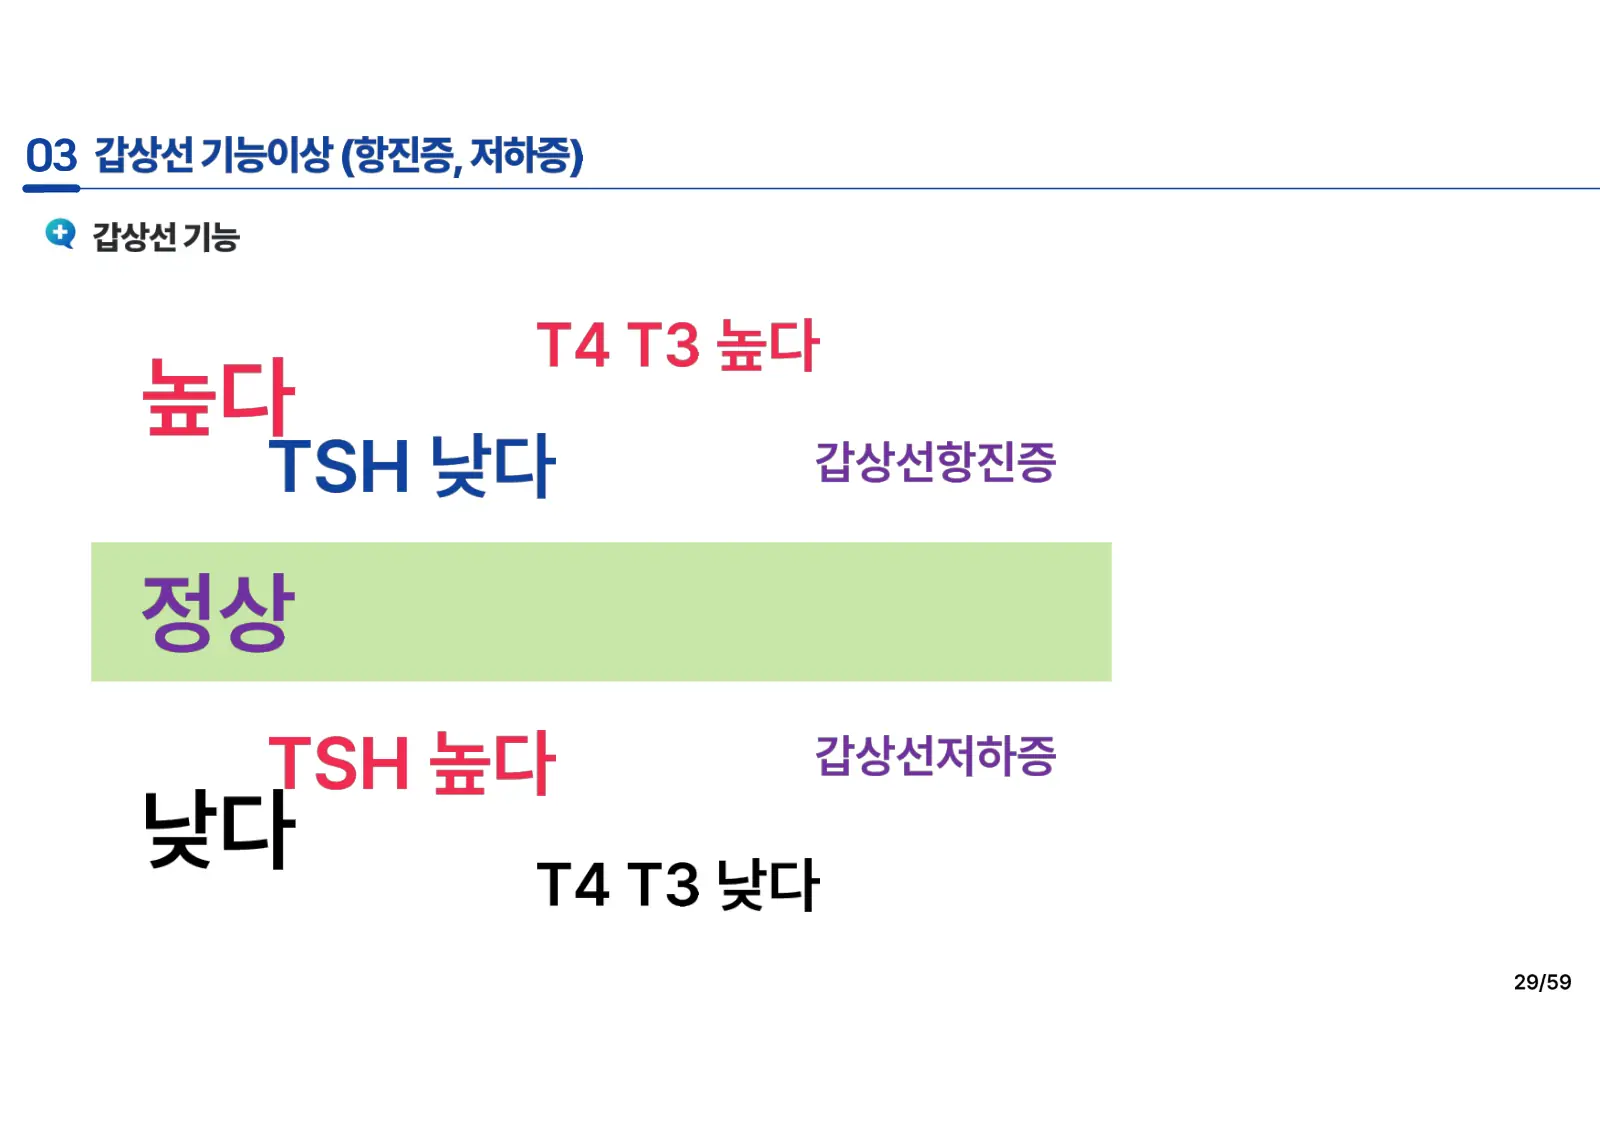 03 갑상선 기능이상 (항진증, 저하증)
갑상선 기능
T4 T3 높다
높다
TSH 낮다
갑상선항진증
정상
TSH 높다
갑상선저하증
낮다
T4 T3 낮다
29/59